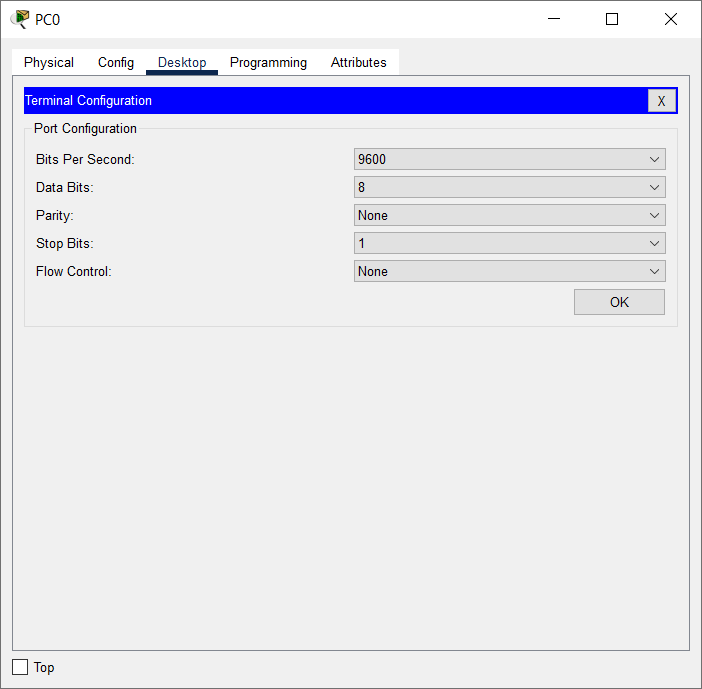 PC0
Physical Config Desktop Programming Attributes
Terminal Configuration X
Port Configuration
Bits Per Second: 9600
Data Bits: 8
Parity: None
Stop Bits: 1
Flow Control: None
OK
Top